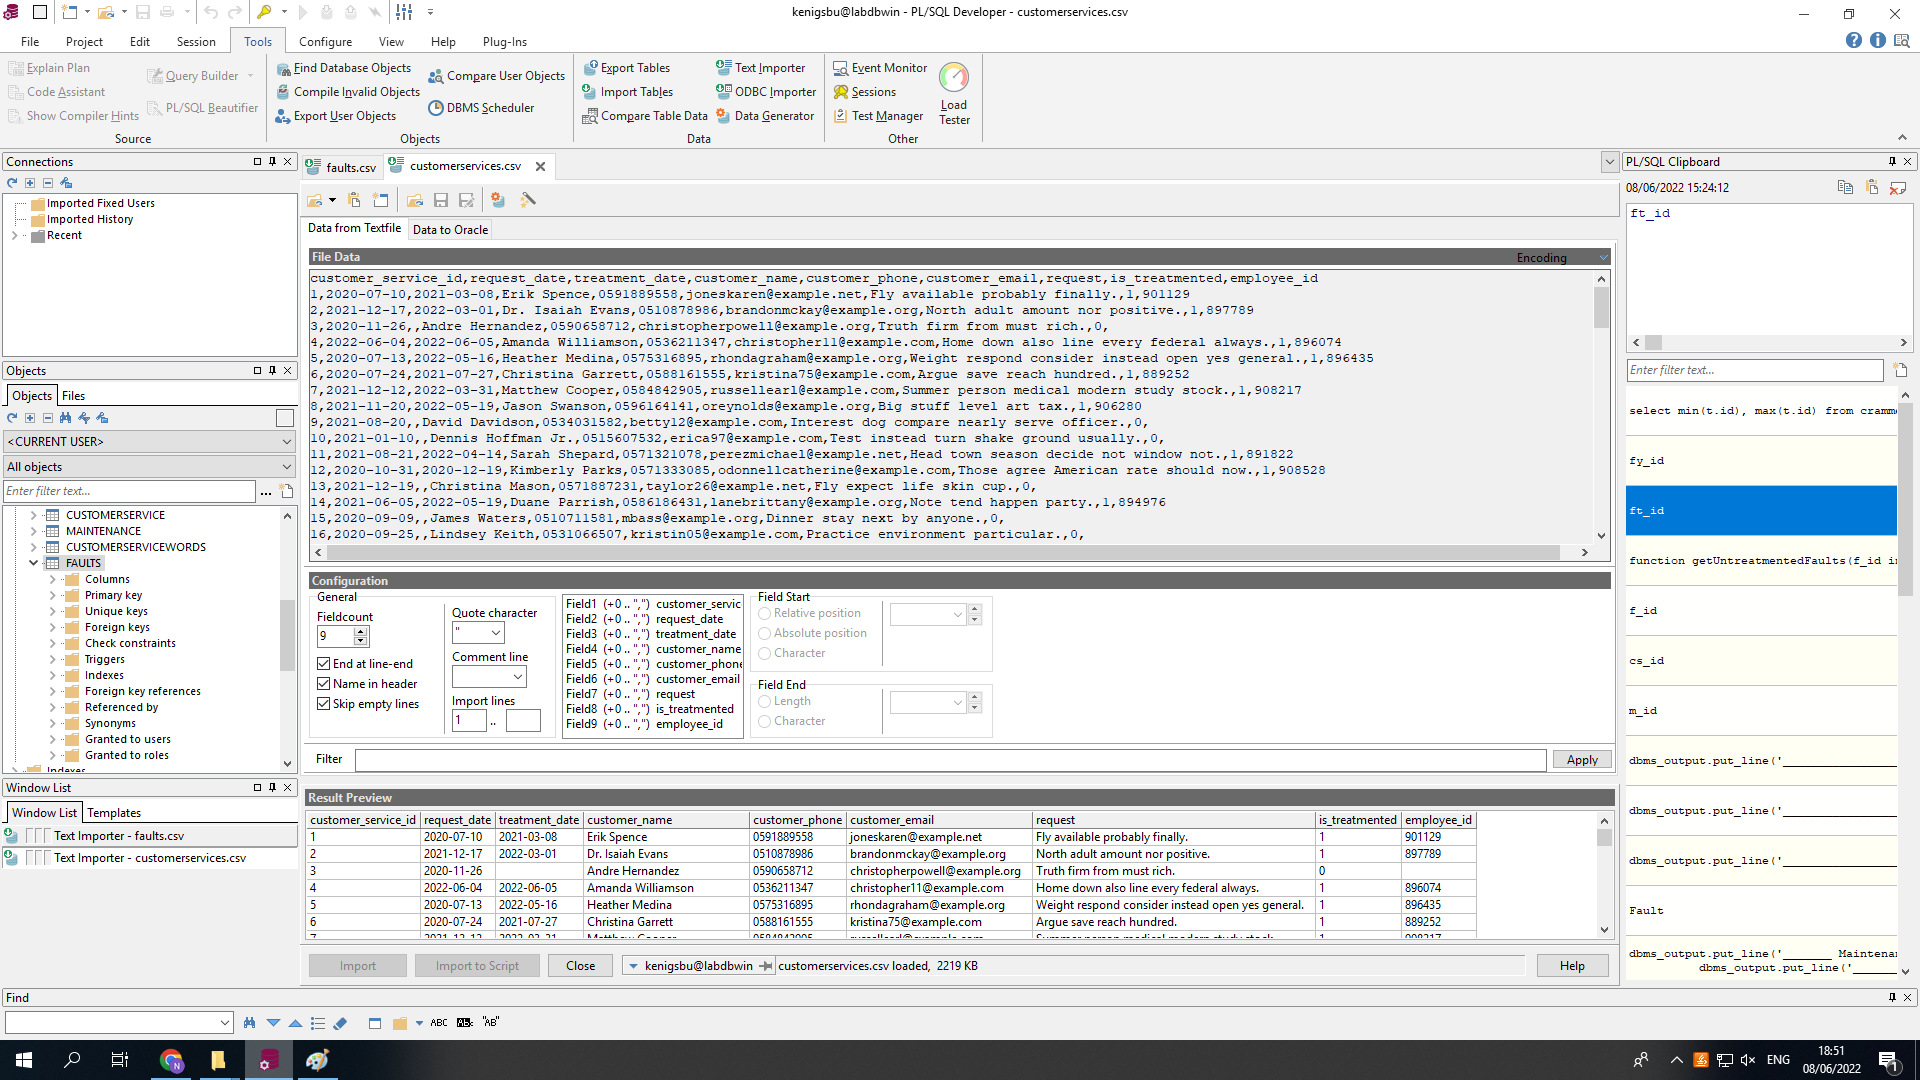 kenigsbu@labdbwin - PL/SQL Developer - customerservices.csv
File Project Edit Session Tools Configure View Help Plug-Ins
Explain Plan
Code Assistant
Show Compiler Hints
Query Builder
PL/SQL Beautifier
Source
Find Database Objects
Compile Invalid Objects
Export User Objects
Compare User Objects
DBMS Scheduler
Objects
Export Tables
Import Tables
Compare Table Data
Text Importer
ODBC Importer
Data Generator
Data
Event Monitor
Sessions
Test Manager
Load
Tester
Other
Connections
Imported Fixed Users
Imported History
Recent
Objects
Objects Files
<CURRENT USER>
All objects
Enter filter text...
CUSTOMERSERVICE
MAINTENANCE
CUSTOMERSERVICEWORDS
FAULTS
Columns
Primary key
Unique keys
Foreign keys
Check constraints
Triggers
Indexes
Foreign key references
Referenced by
Synonyms
Granted to users
Granted to roles
Indexes
Window List
Window List Templates
Text Importer - faults.csv
Text Importer - customerservices.csv
faults.csv customerservices.csv
Data from Textfile Data to Oracle
File Data Encoding
customer_service_id,request_date,treatment_date,customer_name,customer_phone,customer_email,request,is_treatmented,employee_id
1,2020-07-10,2021-03-08,Erik Spence,0591889558,joneskaren@example.net,Fly available probably finally.,1,901129
2,2021-12-17,2022-03-01,Dr. Isaiah Evans,0510878986,brandonmckay@example.org,North adult amount nor positive.,1,897789
3,2020-11-26,,Andre Hernandez,0590658712,christopherpowell@example.org,Truth firm from must rich.,0,
4,2022-06-04,2022-06-05,Amanda Williamson,0536211347,christopher11@example.com,Home down also line every federal always.,1,896074
5,2020-07-13,2022-05-16,Heather Medina,0575316895,rhondagraham@example.org,Weight respond consider instead open yes general.,1,896435
6,2020-07-24,2021-07-27,Christina Garrett,0588161555,kristina75@example.com,Argue save reach hundred.,1,889252
7,2021-12-12,2022-03-31,Matthew Cooper,0584842905,russellearl@example.com,Summer person medical modern study stock.,1,908217
8,2021-11-20,2022-05-19,Jason Swanson,0596164141,oreynolds@example.org,Big stuff level art tax.,1,906280
9,2021-08-20,,David Davidson,0534031582,betty12@example.com,Interest dog compare nearly serve officer.,0,
10,2021-01-10,,Dennis Hoffman Jr.,0515607532,erica97@example.com,Test instead turn shake ground usually.,0,
11,2021-08-21,2022-04-14,Sarah Shepard,0571321078,perezmichael@example.net,Head town season decide not window not.,1,891822
12,2020-10-31,2020-12-19,Kimberly Parks,0571333085,odonnellcatherine@example.com,Those agree American rate should now.,1,908528
13,2021-12-19,,Christina Mason,0571887231,taylor26@example.net,Fly expect life skin cup.,0,
14,2021-06-05,2022-05-19,Duane Parrish,0586186431,lanebrittany@example.org,Note tend happen party.,1,894976
15,2020-09-09,,James Waters,0510711581,mbass@example.org,Dinner stay next by anyone.,0,
16,2020-09-25,,Lindsey Keith,0531066507,kristin05@example.com,Practice environment particular.,0,
Configuration
General
Fieldcount
9
End at line-end
Name in header
Skip empty lines
Quote character
"
Comment line
Import lines
1 ..
Field1 (+0 .. ",") customer_servic
Field2 (+0 .. ",") request_date
Field3 (+0 .. ",") treatment_date
Field4 (+0 .. ",") customer_name
Field5 (+0 .. ",") customer_phone
Field6 (+0 .. ",") customer_email
Field7 (+0 .. ",") request
Field8 (+0 .. ",") is_treatmented
Field9 (+0 .. ",") employee_id
Field Start
Relative position
Absolute position
Character
Field End
Length
Character
Filter Apply
Result Preview
customer_service_id request_date treatment_date customer_name customer_phone customer_email request is_treatmented employee_id
1 2020-07-10 2021-03-08 Erik Spence 0591889558 joneskaren@example.net Fly available probably finally. 1 901129
2 2021-12-17 2022-03-01 Dr. Isaiah Evans 0510878986 brandonmckay@example.org North adult amount nor positive. 1 897789
3 2020-11-26 Andre Hernandez 0590658712 christopherpowell@example.org Truth firm from must rich. 0
4 2022-06-04 2022-06-05 Amanda Williamson 0536211347 christopher11@example.com Home down also line every federal always. 1 896074
5 2020-07-13 2022-05-16 Heather Medina 0575316895 rhondagraham@example.org Weight respond consider instead open yes general. 1 896435
6 2020-07-24 2021-07-27 Christina Garrett 0588161555 kristina75@example.com Argue save reach hundred. 1 889252
7 2021-12-12 2022-03-31 Matthew Cooper 0584842905 russellearl@example.com Summer person medical modern study stock. 1 908217
Import Import to Script Close kenigsbu@labdbwin customerservices.csv loaded, 2219 KB Help
PL/SQL Clipboard
08/06/2022 15:24:12
ft_id
Enter filter text...
select min(t.id), max(t.id) from cramm
fy_id
ft_id
function getUntreatmentedFaults(f_id i
f_id
cs_id
m_id
dbms_output.put_line('____________________
dbms_output.put_line('____________________
dbms_output.put_line('____________________
Fault
dbms_output.put_line('_______ Maintena
dbms_output.put_line('_______
Find
ABC AB "AB"
ENG
18:51
08/06/2022
1